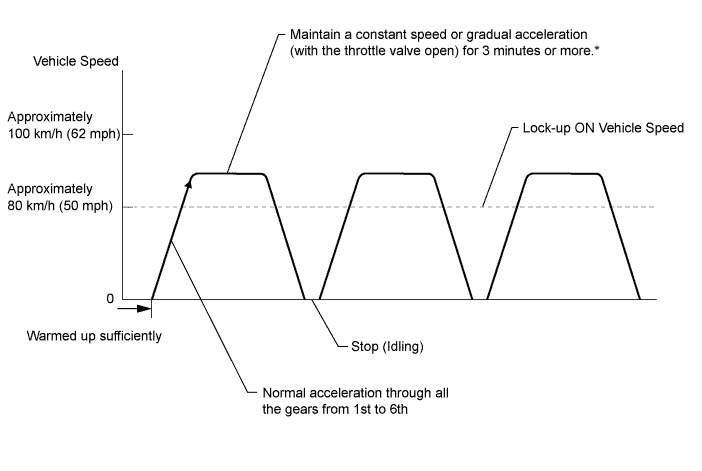 Maintain a constant speed or gradual acceleration
(with the throttle valve open) for 3 minutes or more.*
Vehicle Speed
Approximately
100 km/h (62 mph)
Lock-up ON Vehicle Speed
Approximately
80 km/h (50 mph)
0
Warmed up sufficiently
Stop (Idling)
Normal acceleration through all
the gears from 1st to 6th